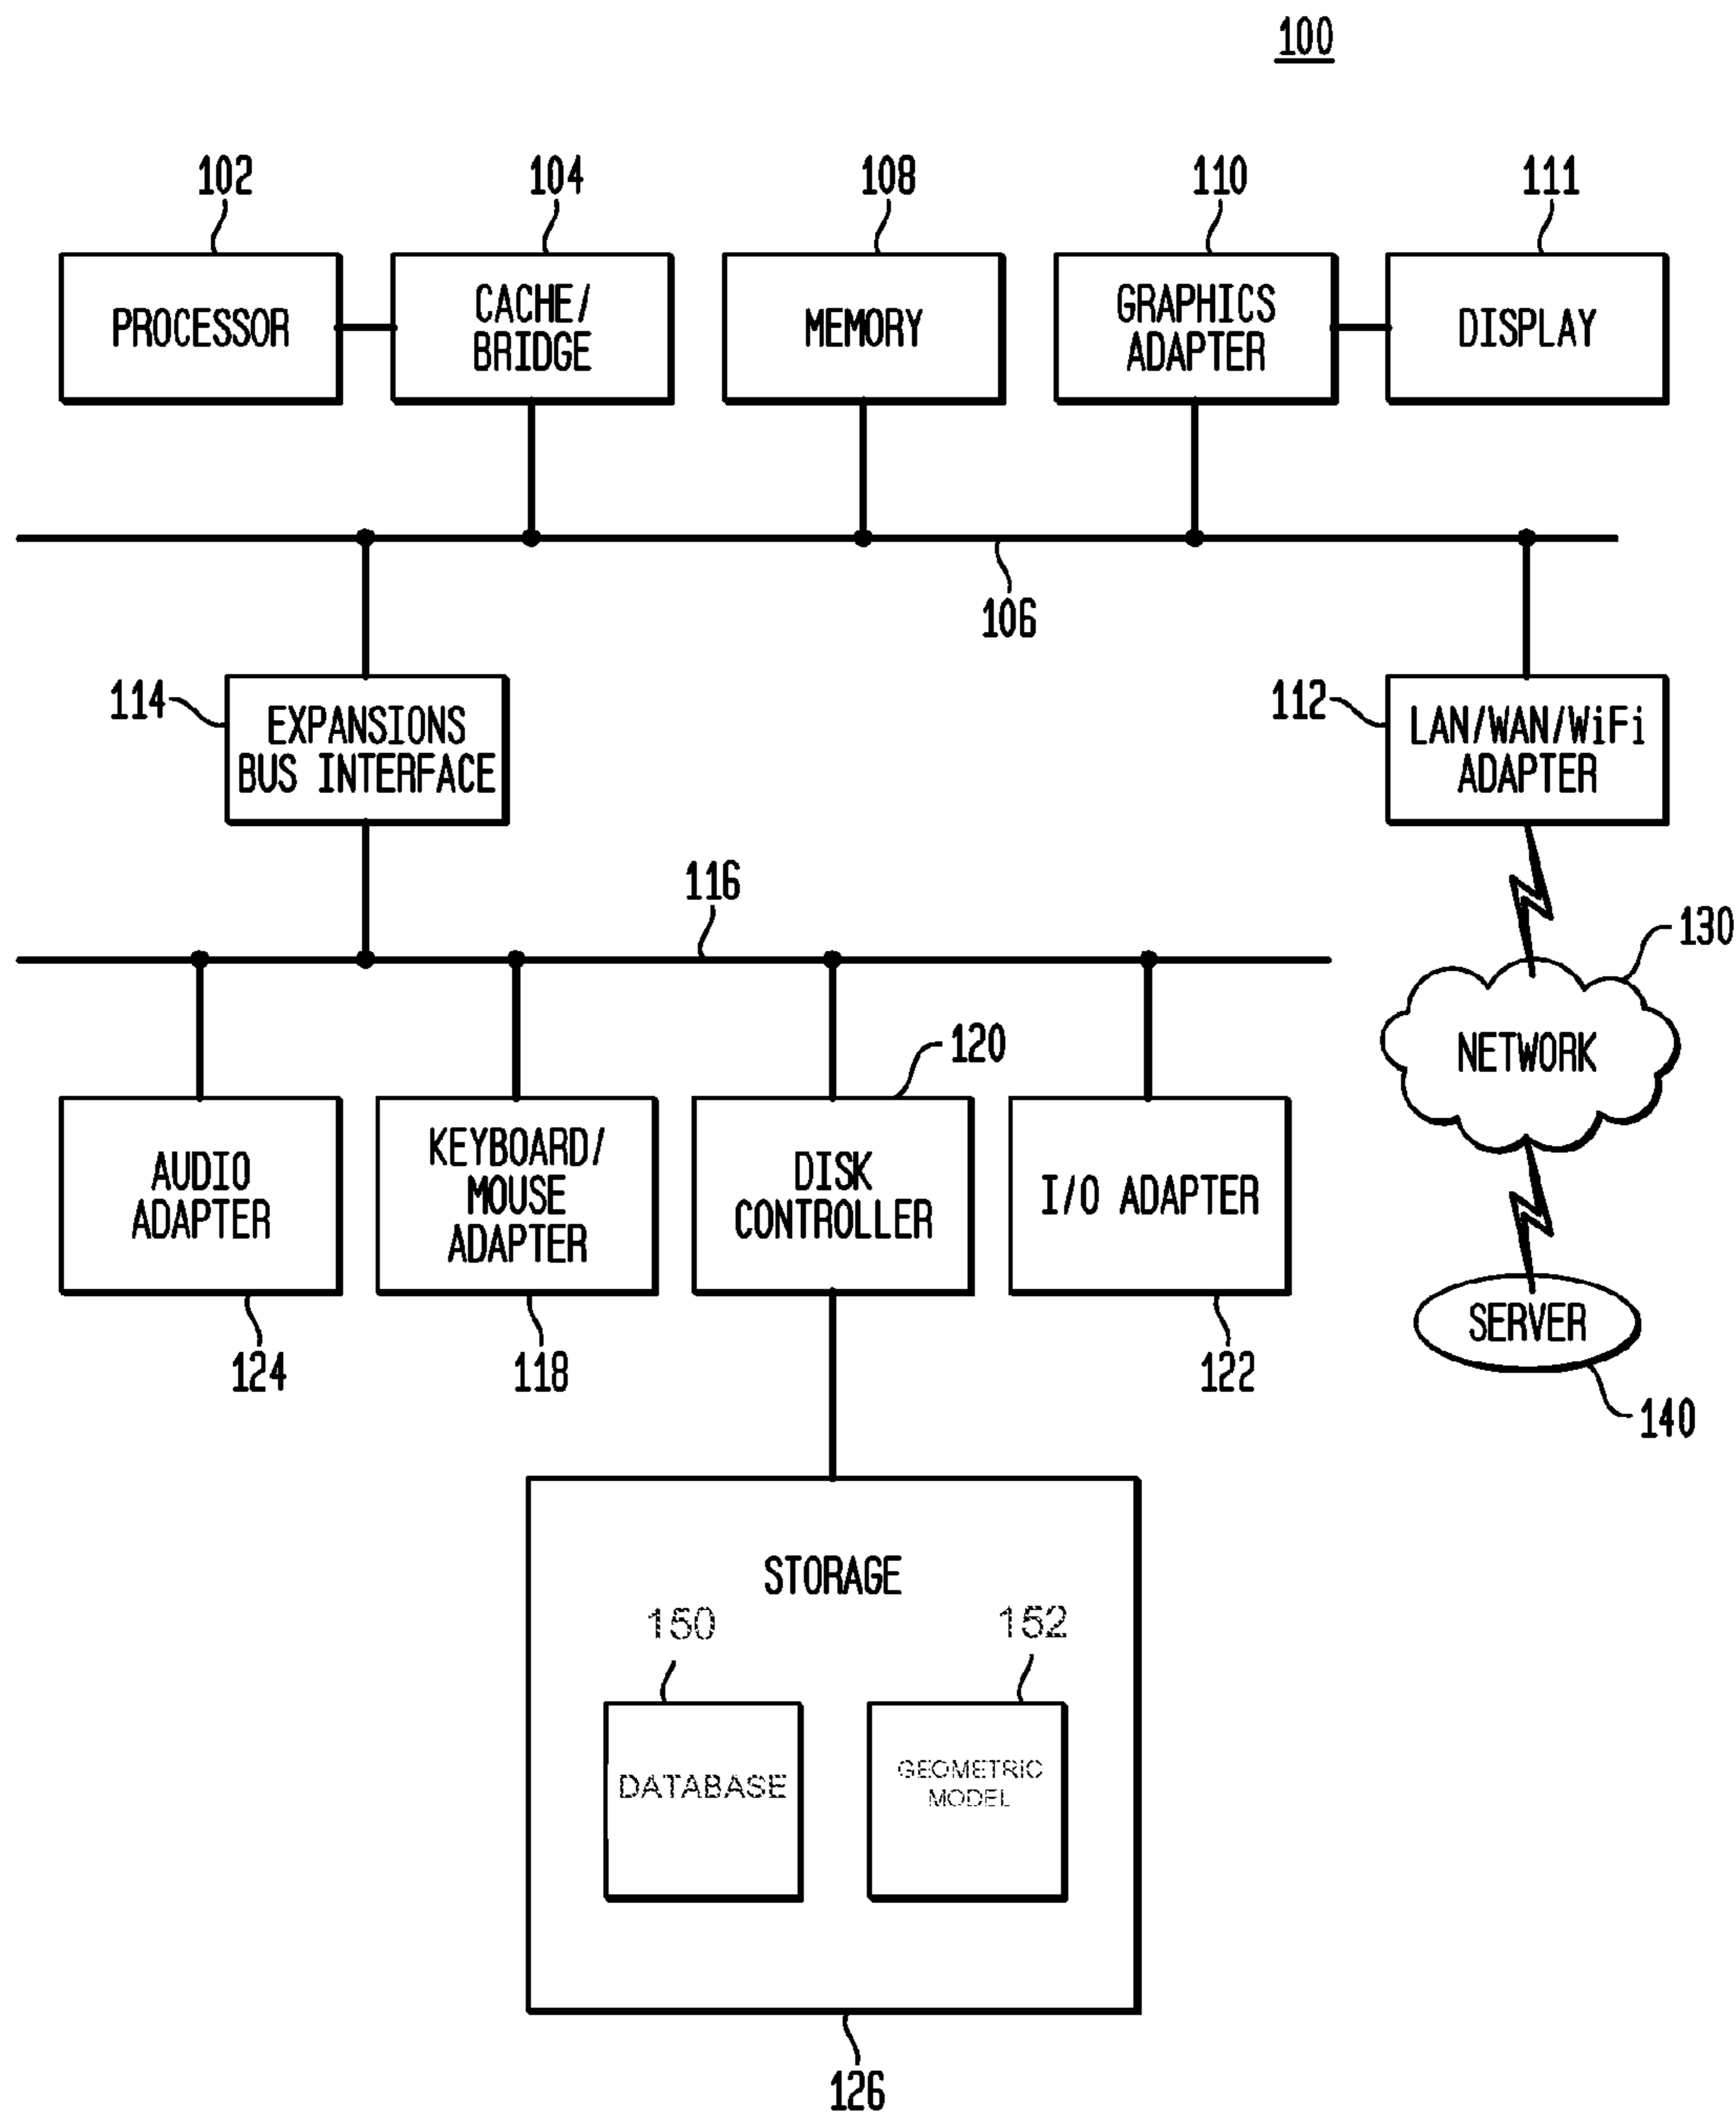 100
102
104
108
110
111
PROCESSOR
CACHE/
BRIDGE
MEMORY
GRAPHICS
ADAPTER
DISPLAY
106
114
EXPANSIONS
BUS INTERFACE
112
LAN/WAN/WiFi
ADAPTER
116
130
NETWORK
120
AUDIO
ADAPTER
KEYBOARD/
MOUSE
ADAPTER
DISK
CONTROLLER
I/O ADAPTER
SERVER
124
118
122
140
STORAGE
150
152
DATABASE
GEOMETRIC
MODEL
126